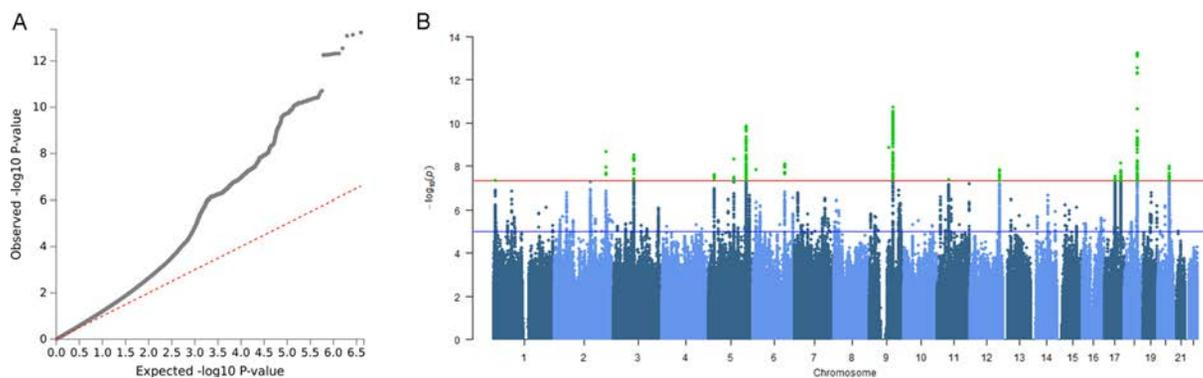 A
Observed -log10 P-value
12
10
8
6
4
2
0
0.0 0.5 1.0 1.5 2.0 2.5 3.0 3.5 4.0 4.5 5.0 5.5 6.0 6.5
Expected -log10 P-value
B
−log10(p)
14
12
10
8
6
4
2
0
1 2 3 4 5 6 7 8 9 10 11 12 13 14 15 16 17 18 19 21
Chromosome